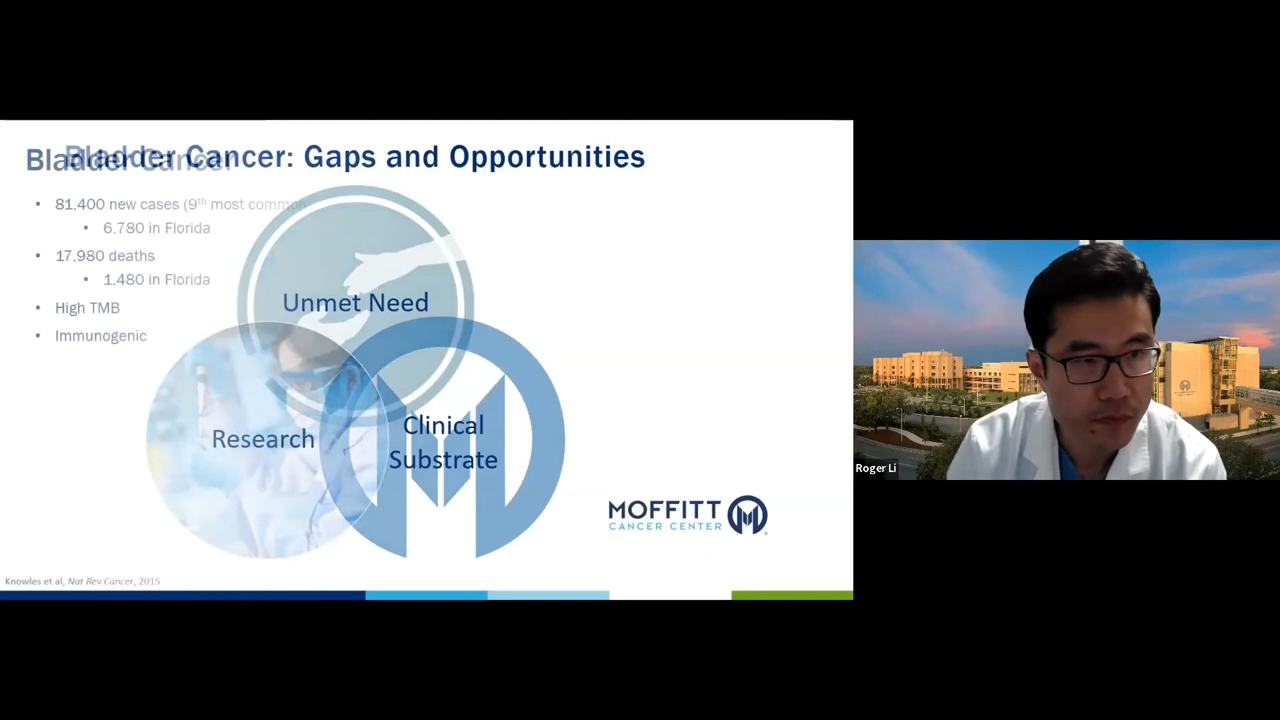 Bladder Cancer: Gaps and Opportunities
Bladder Cancer
81,400 new cases (9th most common)
6,780 in Florida
17,980 deaths
1,480 in Florida
High TMB
Immunogenic
Unmet Need
Research
Clinical
Substrate
MOFFITT
CANCER CENTER
Knowles et al, Nat Rev Cancer, 2015
Roger Li